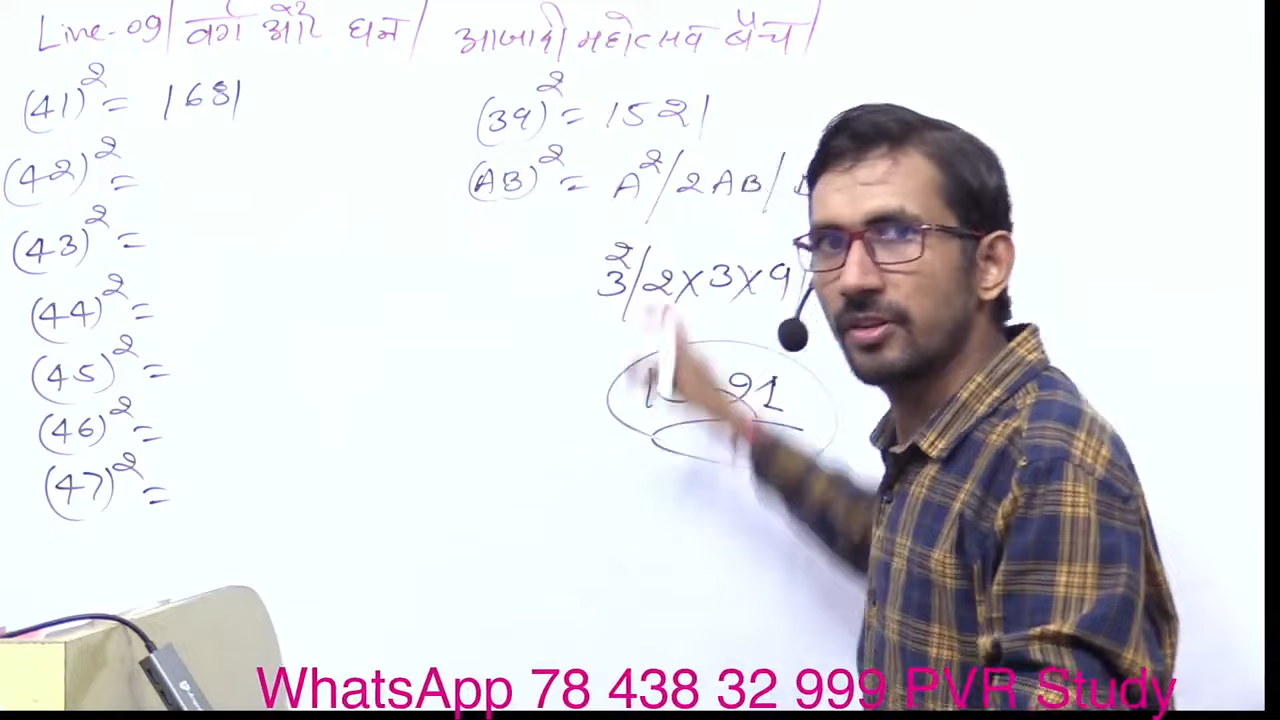 Live-09/ वर्ग और घन/ आजादी महोत्सव बैच/
(41)² = 1681
(42)² =
(43)² =
(44)² =
(45)² =
(46)² =
(47)² =
(39)² = 1521
(AB)² = A²/2AB/
3²/2×3×9/
21
WhatsApp 78 438 32 999 PVR Study